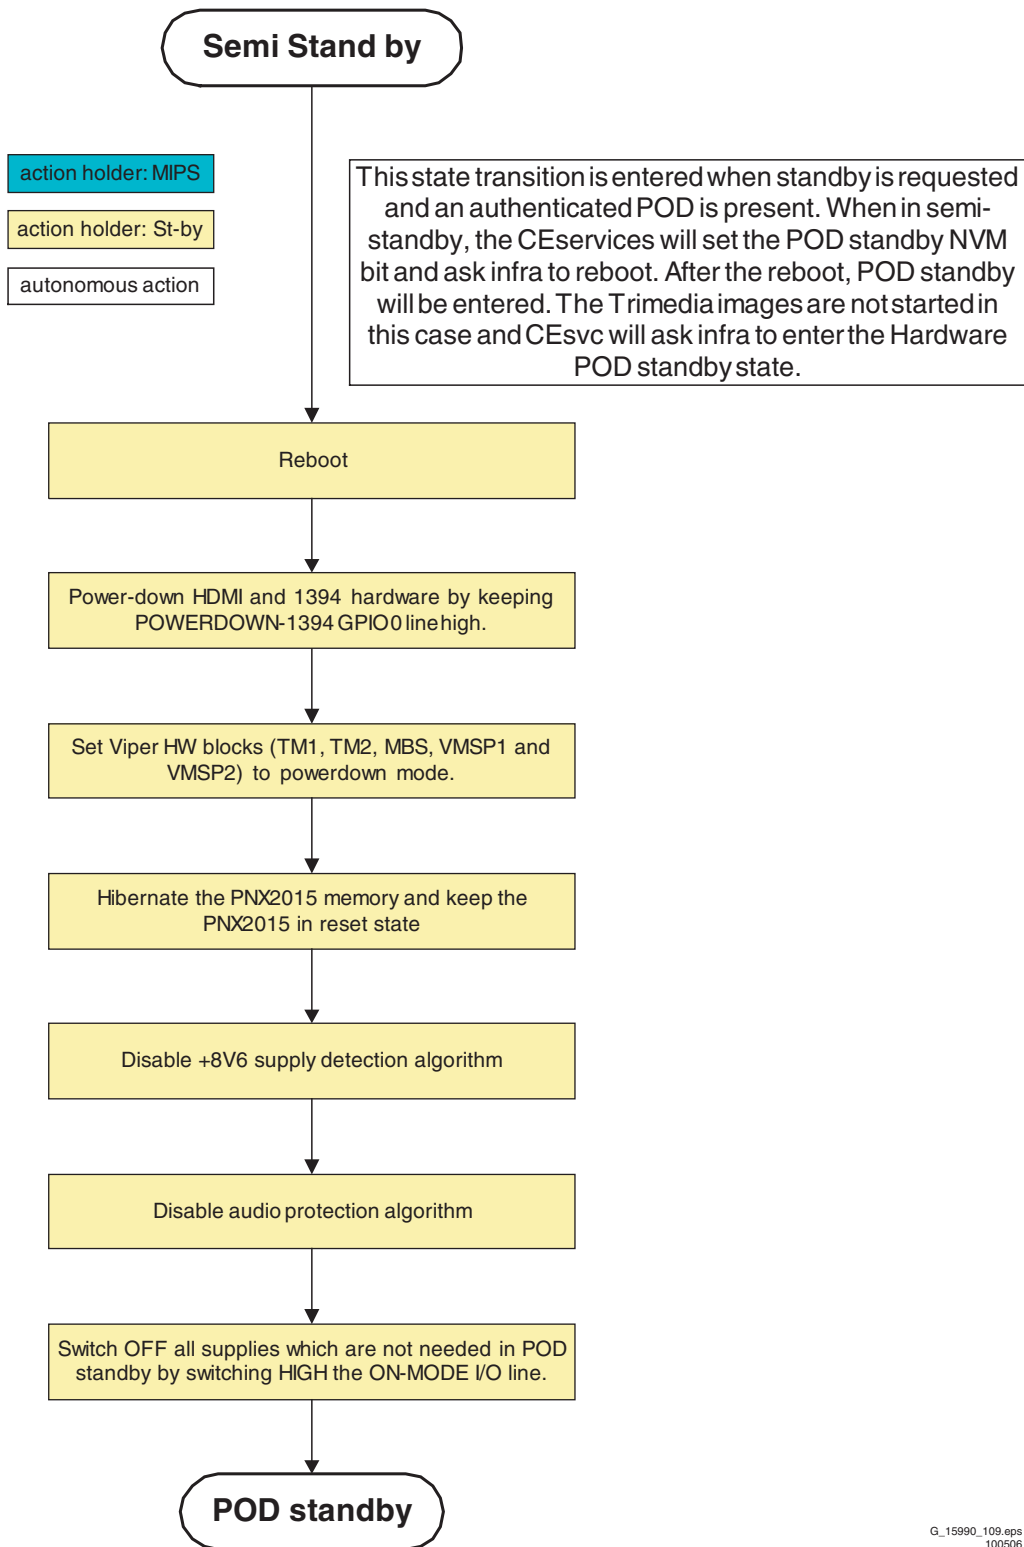 Semi Stand by
action holder: MIPS
action holder: St-by
autonomous action
This state transition is entered when standby is requested
and an authenticated POD is present. When in semi-
standby, the CEservices will set the POD standby NVM
bit and ask infra to reboot. After the reboot, POD standby
will be entered. The Trimedia images are not started in
this case and CEsvc will ask infra to enter the Hardware
POD standby state.
Reboot
Power-down HDMI and 1394 hardware by keeping
POWERDOWN-1394 GPIO0 line high.
Set Viper HW blocks (TM1, TM2, MBS, VMSP1 and
VMSP2) to powerdown mode.
Hibernate the PNX2015 memory and keep the
PNX2015 in reset state
Disable +8V6 supply detection algorithm
Disable audio protection algorithm
Switch OFF all supplies which are not needed in POD
standby by switching HIGH the ON-MODE I/O line.
POD standby
G_15990_109.eps
100506